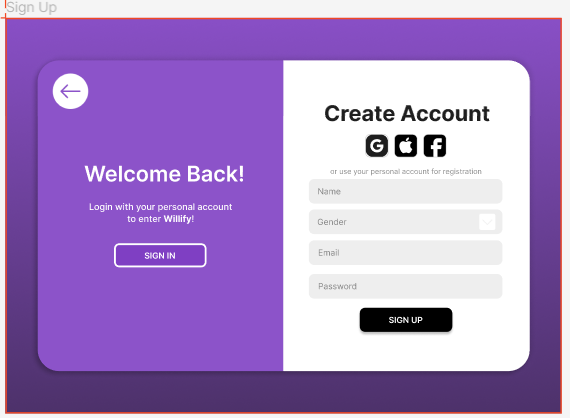 Sign Up
Welcome Back!
Login with your personal account
to enter Willify!
SIGN IN
Create Account
G
f
or use your personal account for registration
Name
Gender
Email
Password
SIGN UP